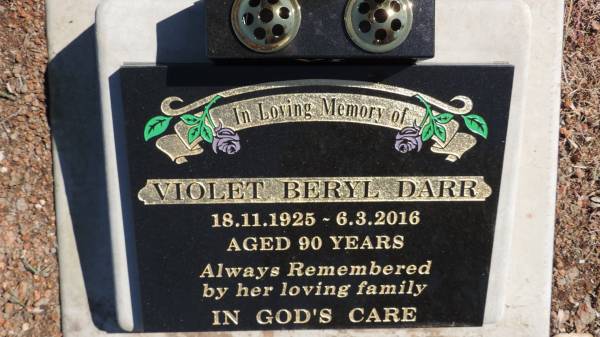 In Loving Memory of
VIOLET BERYL DARR
18.11.1925 ~ 6.3.2016
AGED 90 YEARS
Always Remembered
by her loving family
IN GOD'S CARE